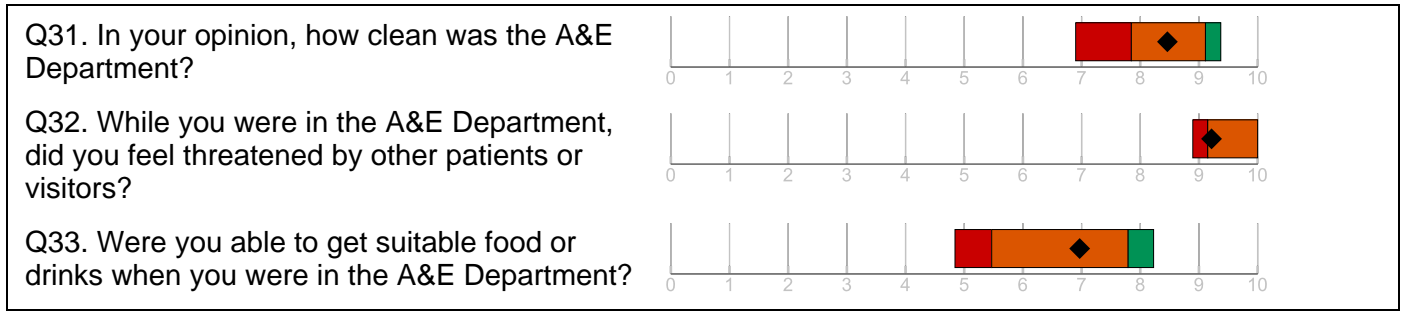 Q31. In your opinion, how clean was the A&E
Department?
0 1 2 3 4 5 6 7 8 9 10
Q32. While you were in the A&E Department,
did you feel threatened by other patients or
visitors?
0 1 2 3 4 5 6 7 8 9 10
Q33. Were you able to get suitable food or
drinks when you were in the A&E Department?
0 1 2 3 4 5 6 7 8 9 10